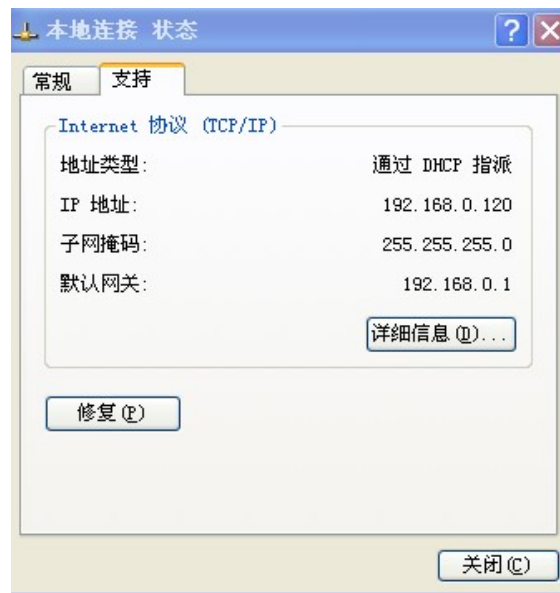 本地连接 状态
常规 支持
Internet 协议 (TCP/IP)
地址类型: 通过 DHCP 指派
IP 地址: 192.168.0.120
子网掩码: 255.255.255.0
默认网关: 192.168.0.1
详细信息(D)...
修复(P)
关闭(C)